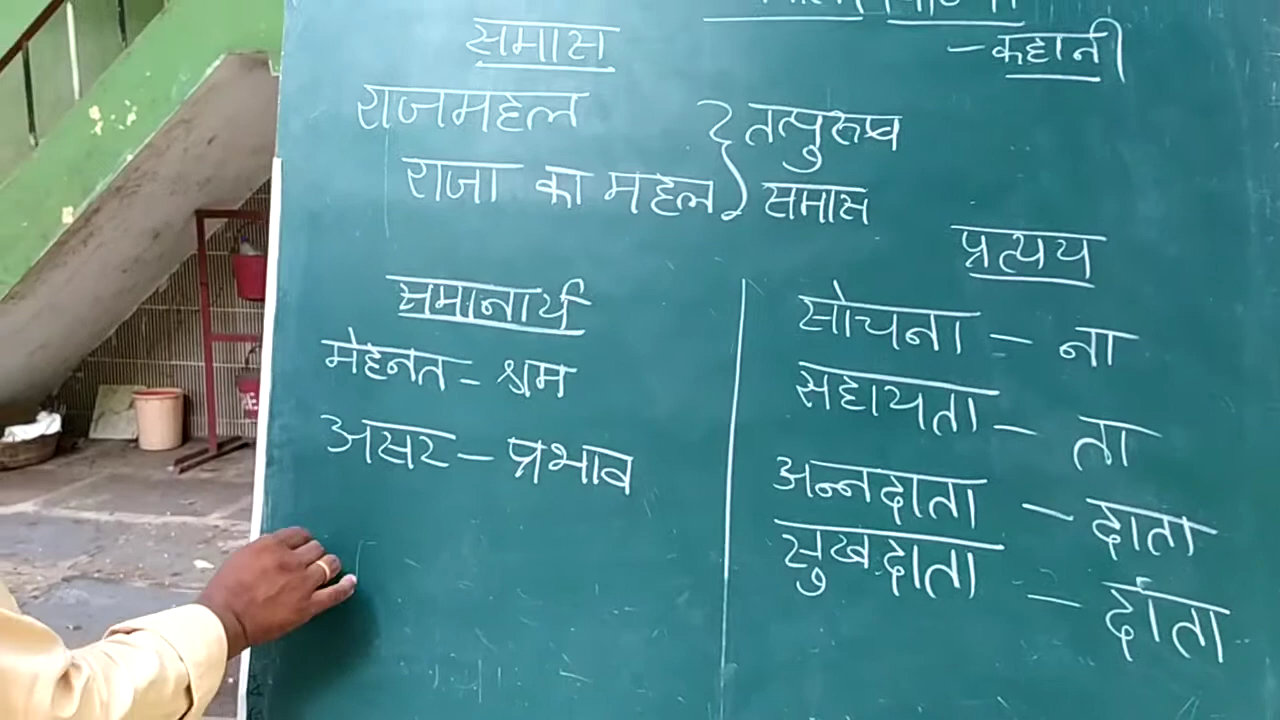 – कहानी
समास
राजमहल
राजा का महल
तत्पुरूष
समास
समानार्थ
मेहनत – श्रम
असर – प्रभाव
प्रत्यय
सोचना – ना
सहायता – ता
अन्नदाता – दाता
सुखदाता – दाता